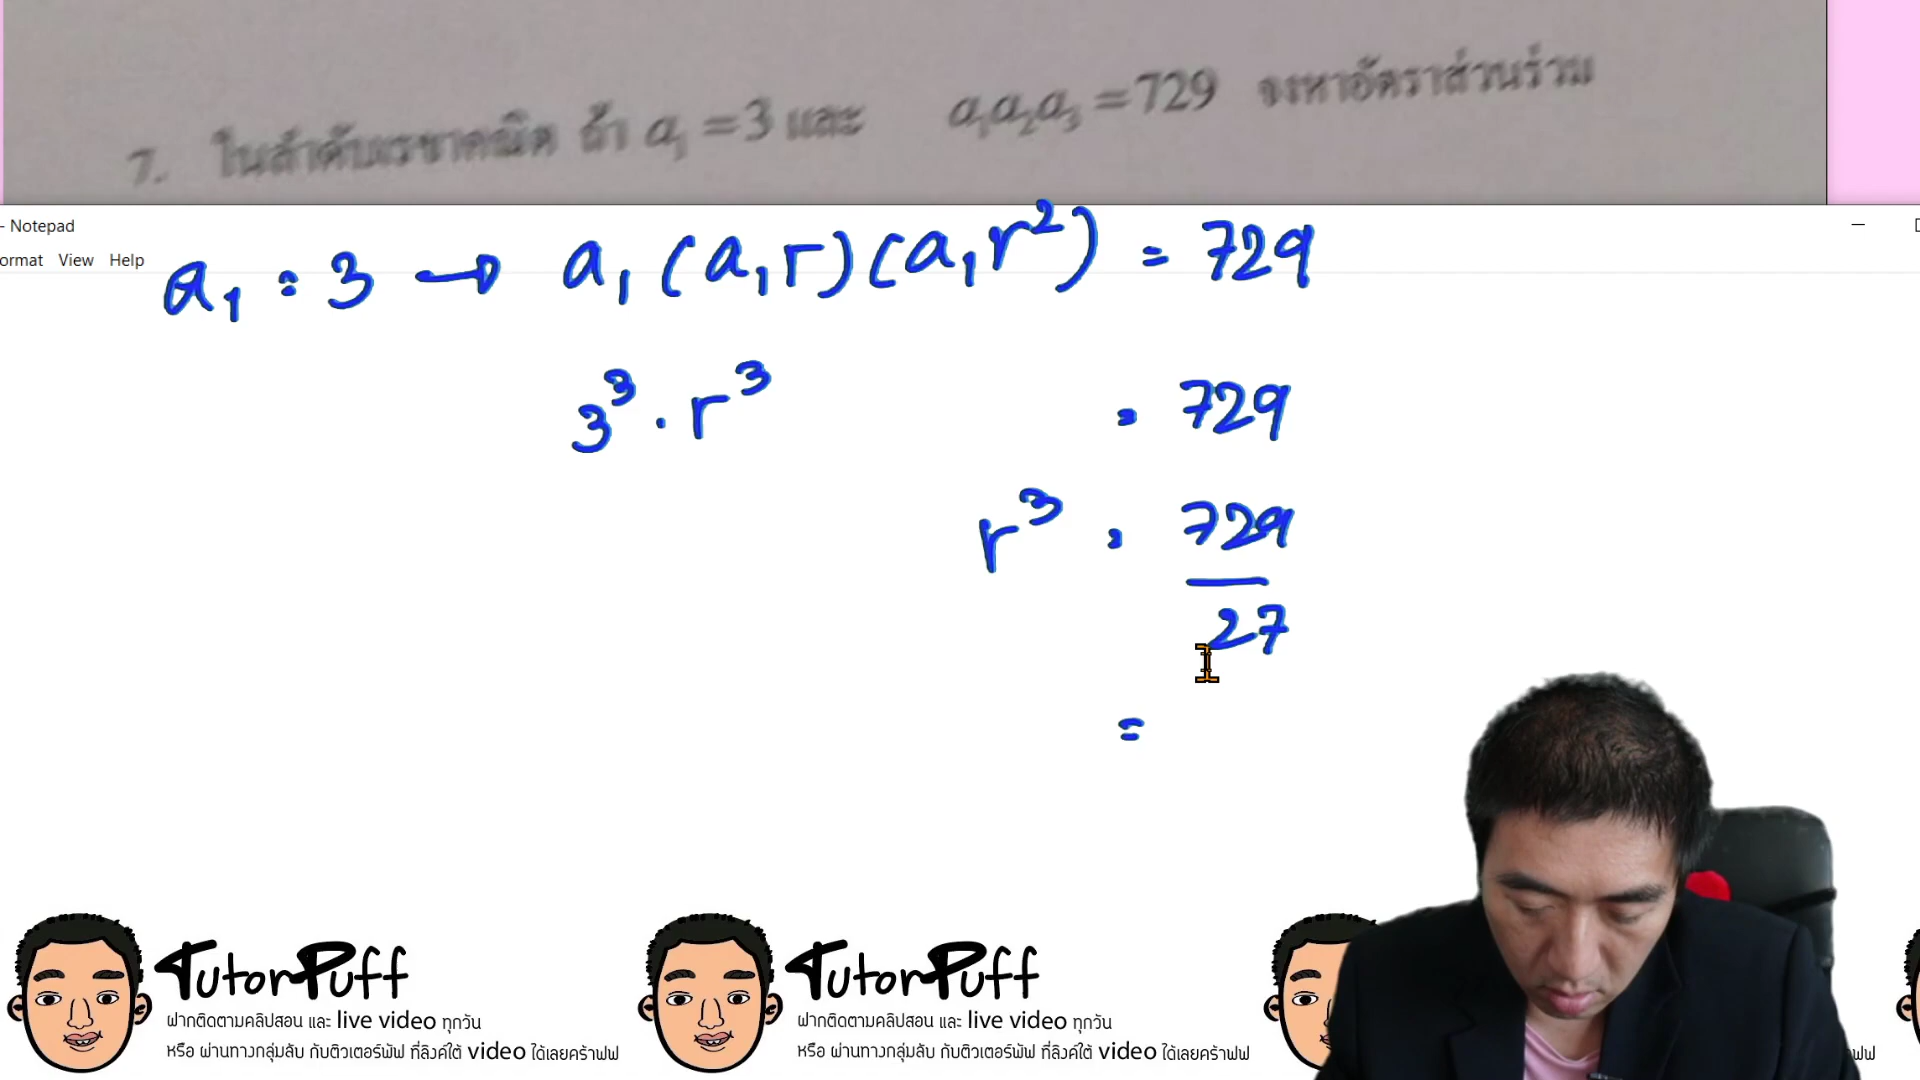 7. ในลำดับเรขาคณิต ถ้า a₁ = 3 และ a₁a₂a₃ = 729 จงหาอัตราส่วนร่วม
- Notepad
ormat View Help
a₁ = 3 → a₁(a₁r)(a₁r²) = 729
3³ · r³ = 729
r³ = 729
27
=
TutorPuff
ฝากติดตามคลิปสอน และ live video ทุกวัน
หรือ ผ่านทางกลุ่มลับ กับติวเตอร์พัฟ ที่ลิงค์ใต้ video ได้เลยคร้าฟฟ
TutorPuff
ฝากติดตามคลิปสอน และ live video ทุกวัน
หรือ ผ่านทางกลุ่มลับ กับติวเตอร์พัฟ ที่ลิงค์ใต้ video ได้เลยคร้าฟฟ
ฟฟ